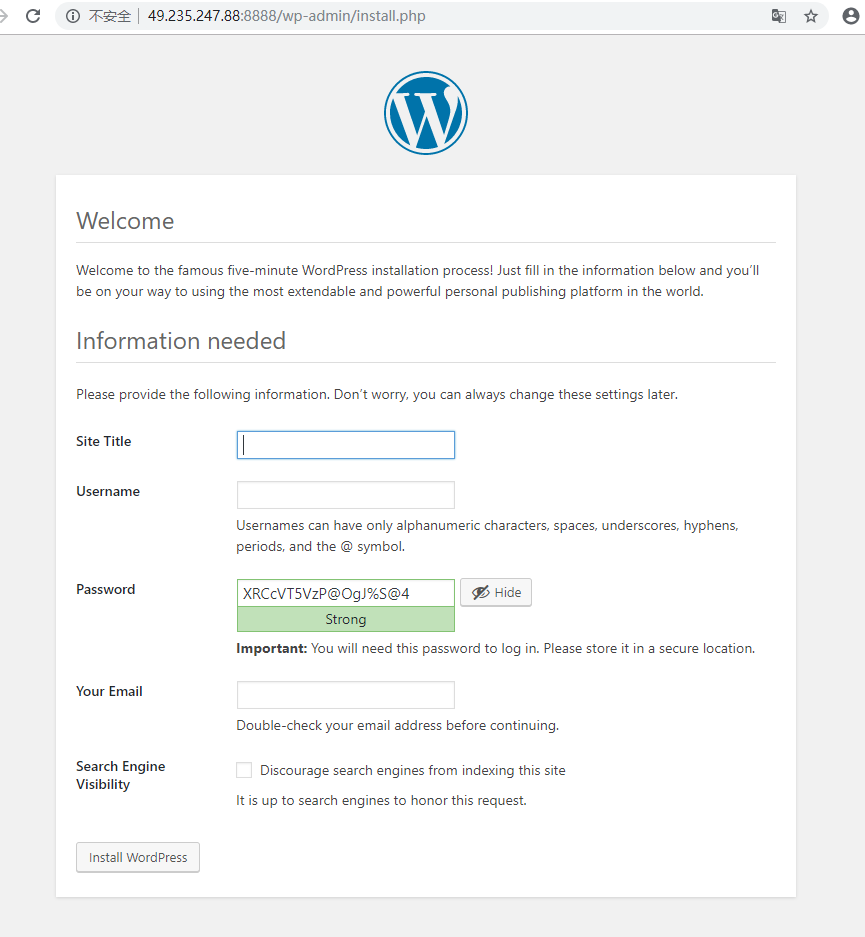 不安全 49.235.247.88:8888/wp-admin/install.php
Welcome
Welcome to the famous five-minute WordPress installation process! Just fill in the information below and you’ll
be on your way to using the most extendable and powerful personal publishing platform in the world.
Information needed
Please provide the following information. Don’t worry, you can always change these settings later.
Site Title
Username
Usernames can have only alphanumeric characters, spaces, underscores, hyphens,
periods, and the @ symbol.
Password
XRCcVT5VzP@OgJ%S@4
Hide
Strong
Important: You will need this password to log in. Please store it in a secure location.
Your Email
Double-check your email address before continuing.
Search Engine
Visibility
Discourage search engines from indexing this site
It is up to search engines to honor this request.
Install WordPress